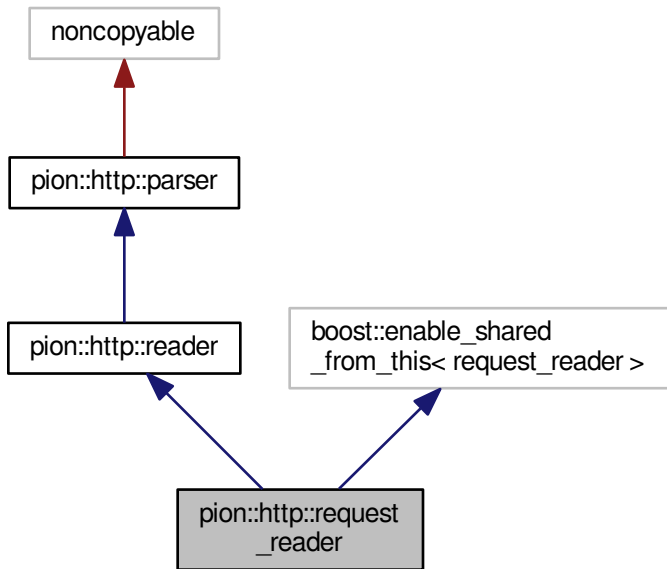 noncopyable
pion::http::parser
pion::http::reader
boost::enable_shared
_from_this< request_reader >
pion::http::request
_reader